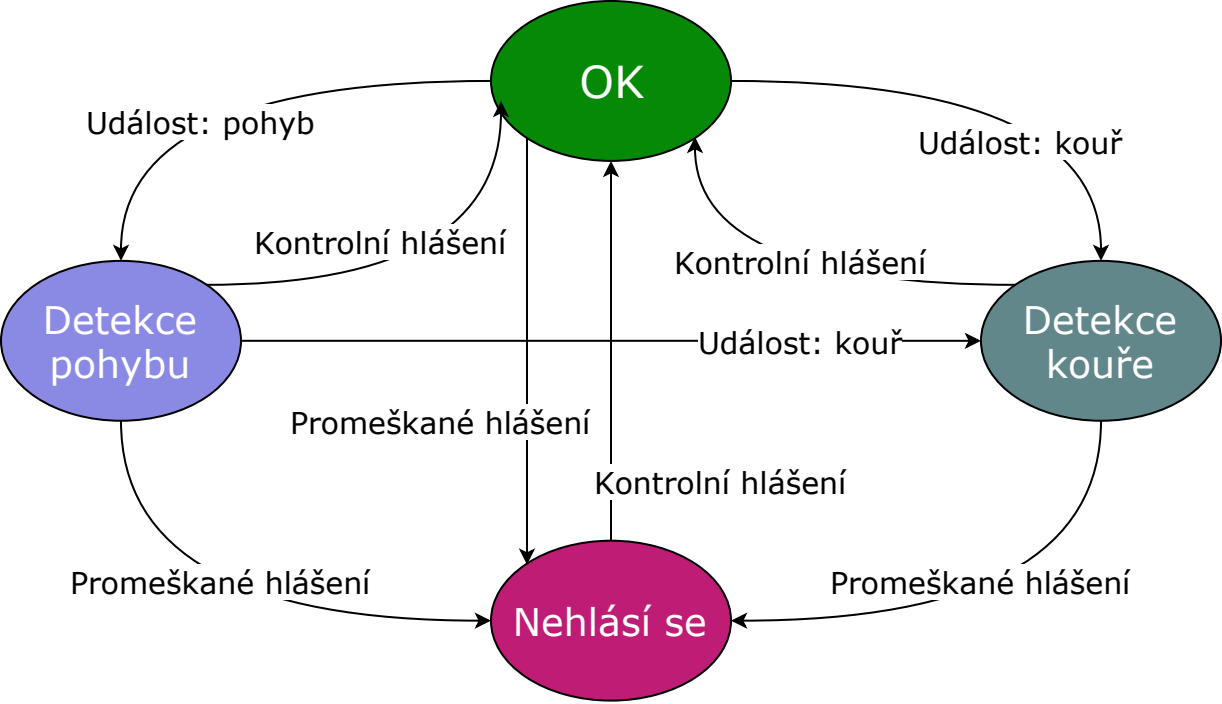 OK
Událost: pohyb
Událost: kouř
Kontrolní hlášení
Kontrolní hlášení
Detekce
pohybu
Událost: kouř
Detekce
kouře
Promeškané hlášení
Kontrolní hlášení
Promeškané hlášení
Promeškané hlášení
Nehlásí se